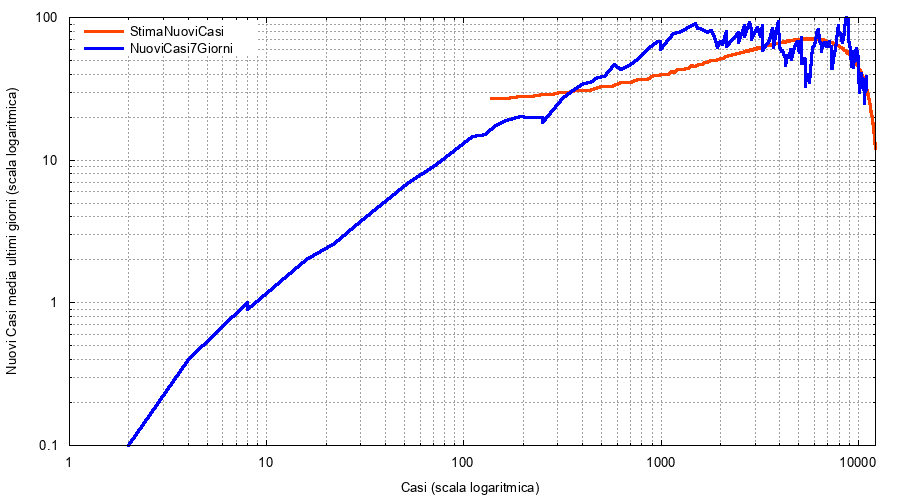 StimaNuoviCasi
NuoviCasi7Giorni
Nuovi Casi media ultimi giorni (scala logaritmica)
100
10
1
0.1
1 10 100 1000 10000
Casi (scala logaritmica)